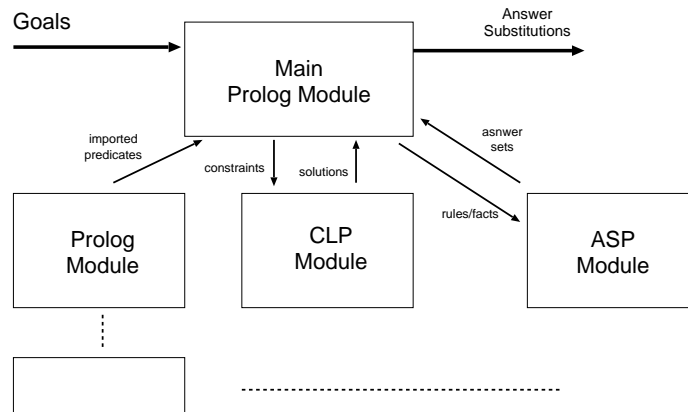 Goals
Answer
Substitutions
Main
Prolog Module
imported
predicates
constraints
solutions
asnwer
sets
rules/facts
Prolog
Module
CLP
Module
ASP
Module